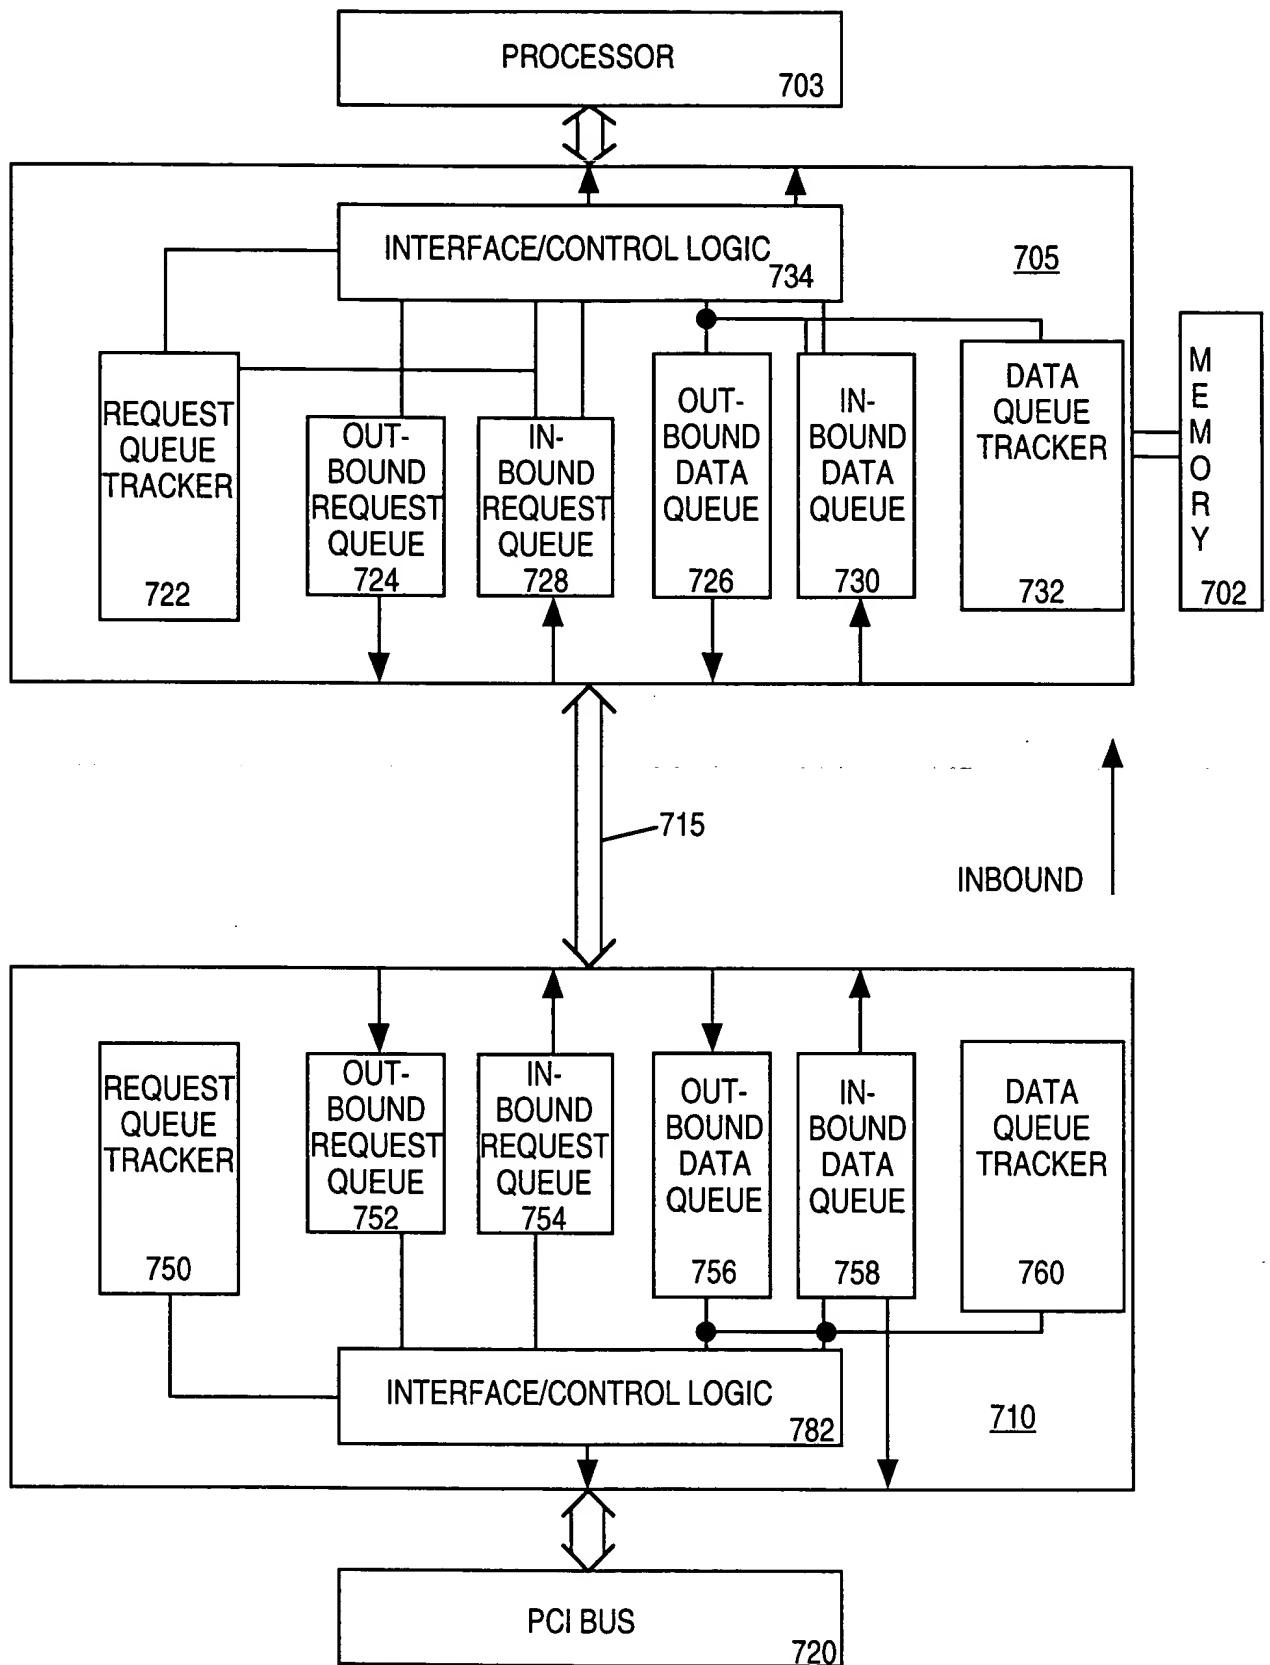 PROCESSOR
703
INTERFACE/CONTROL LOGIC
734
705
REQUEST
QUEUE
TRACKER
722
OUT-
BOUND
REQUEST
QUEUE
724
IN-
BOUND
REQUEST
QUEUE
728
OUT-
BOUND
DATA
QUEUE
726
IN-
BOUND
DATA
QUEUE
730
DATA
QUEUE
TRACKER
732
MEMORY
702
715
INBOUND
REQUEST
QUEUE
TRACKER
750
OUT-
BOUND
REQUEST
QUEUE
752
IN-
BOUND
REQUEST
QUEUE
754
OUT-
BOUND
DATA
QUEUE
756
IN-
BOUND
DATA
QUEUE
758
DATA
QUEUE
TRACKER
760
INTERFACE/CONTROL LOGIC
782
710
PCI BUS
720